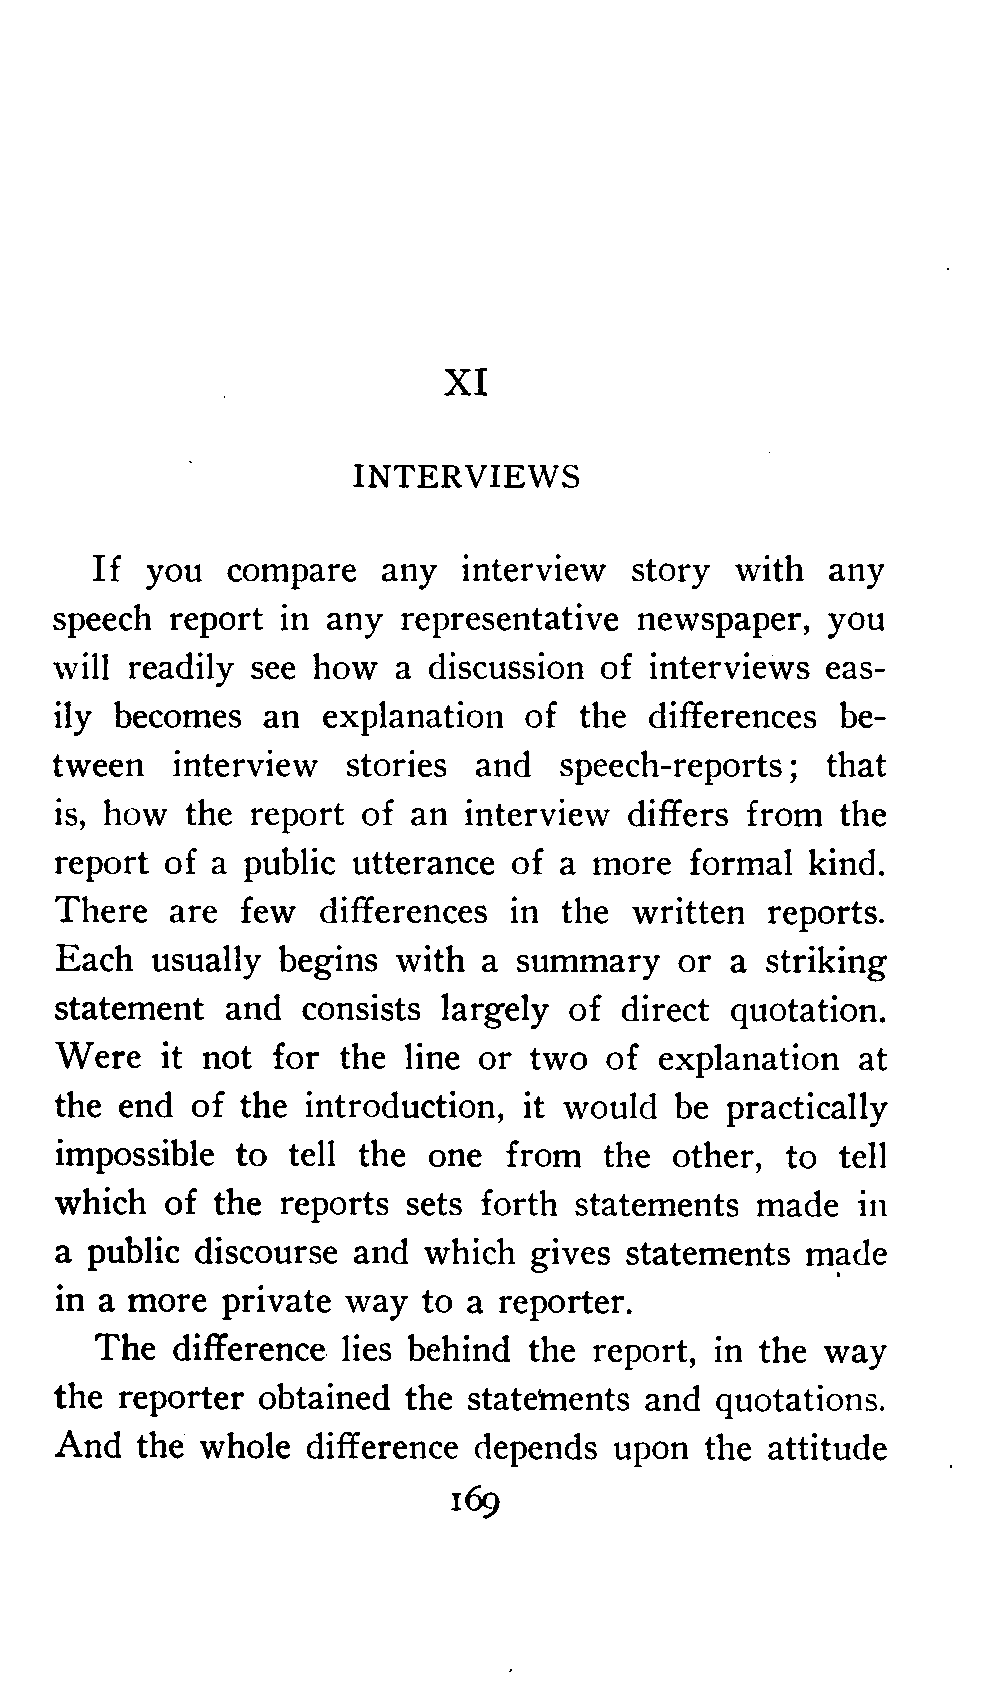 XI
INTERVIEWS
If you compare any interview story with any
speech report in any representative newspaper, you
will readily see how a discussion of interviews eas-
ily becomes an explanation of the differences be-
tween interview stories and speech-reports; that
is, how the report of an interview differs from the
report of a public utterance of a more formal kind.
There are few differences in the written reports.
Each usually begins with a summary or a striking
statement and consists largely of direct quotation.
Were it not for the line or two of explanation at
the end of the introduction, it would be practically
impossible to tell the one from the other, to tell
which of the reports sets forth statements made in
a public discourse and which gives statements made
in a more private way to a reporter.
The difference lies behind the report, in the way
the reporter obtained the statements and quotations.
And the whole difference depends upon the attitude
169